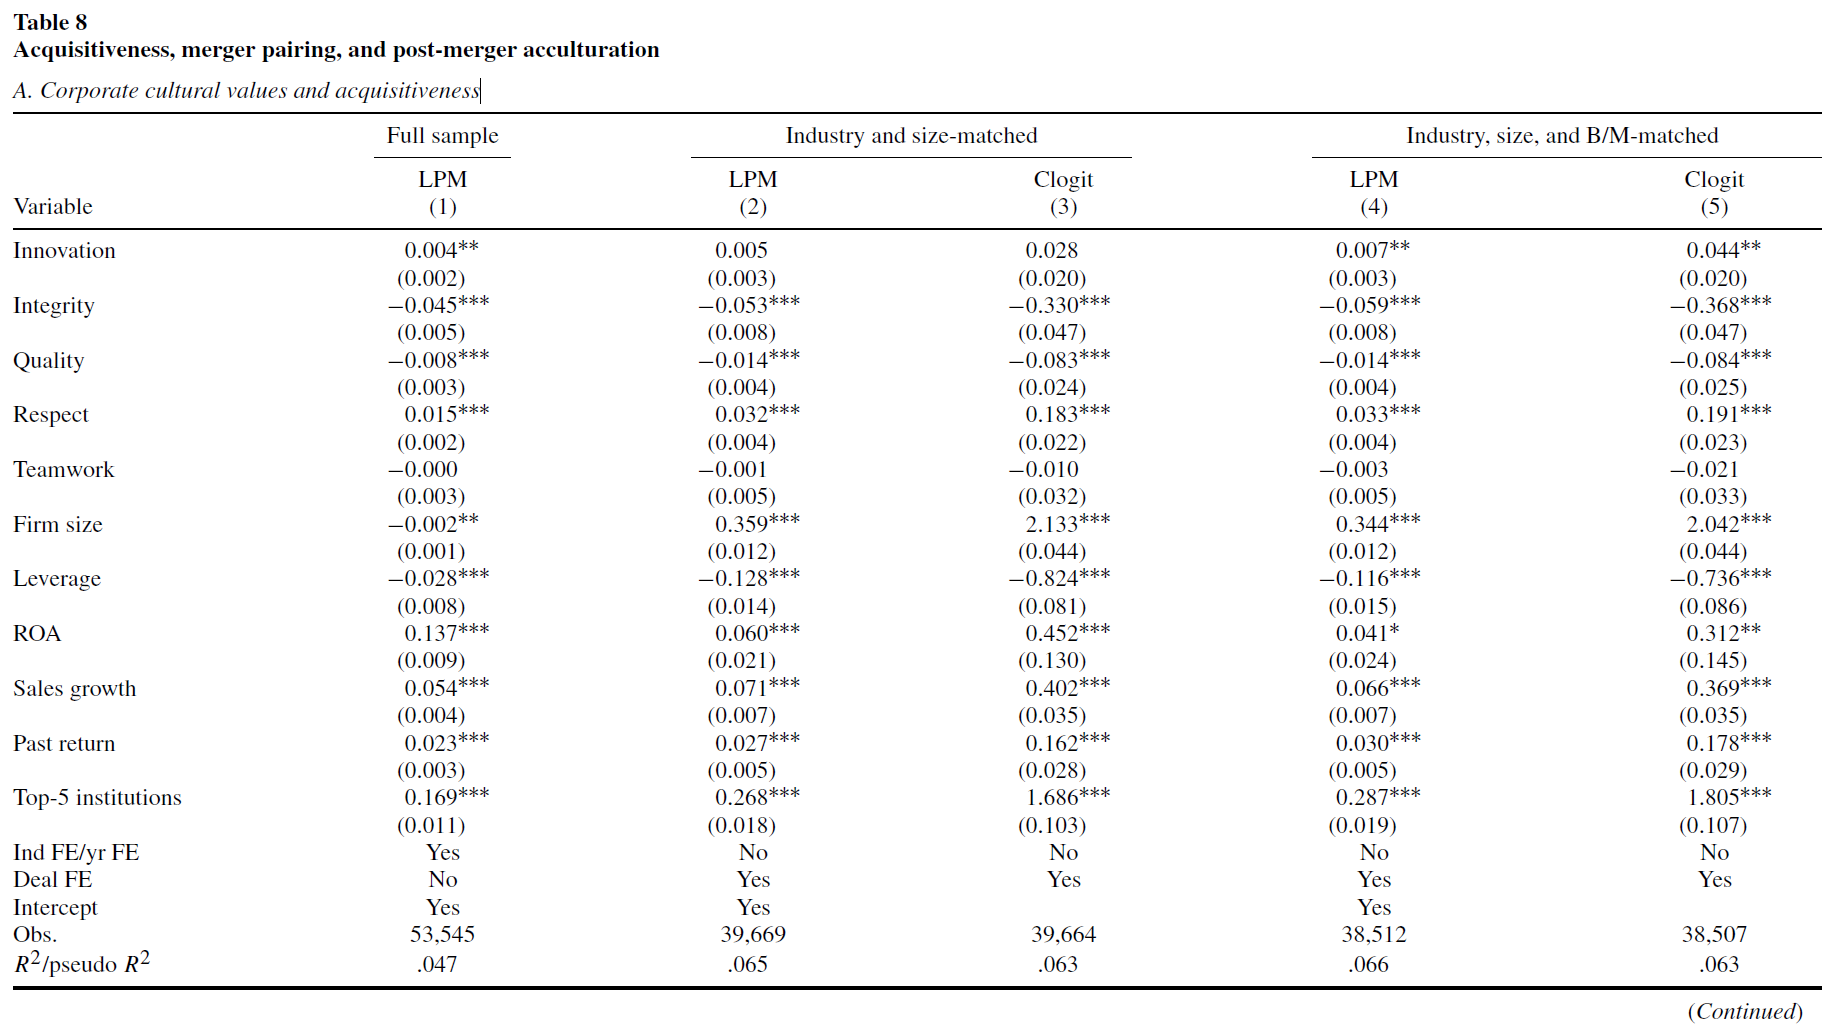 Table 8
Acquisitiveness, merger pairing, and post-merger acculturation
A. Corporate cultural values and acquisitiveness
Full sample Industry and size-matched Industry, size, and B/M-matched
LPM LPM Clogit LPM Clogit
Variable (1) (2) (3) (4) (5)
Innovation 0.004** 0.005 0.028 0.007** 0.044**
(0.002) (0.003) (0.020) (0.003) (0.020)
Integrity −0.045*** −0.053*** −0.330*** −0.059*** −0.368***
(0.005) (0.008) (0.047) (0.008) (0.047)
Quality −0.008*** −0.014*** −0.083*** −0.014*** −0.084***
(0.003) (0.004) (0.024) (0.004) (0.025)
Respect 0.015*** 0.032*** 0.183*** 0.033*** 0.191***
(0.002) (0.004) (0.022) (0.004) (0.023)
Teamwork −0.000 −0.001 −0.010 −0.003 −0.021
(0.003) (0.005) (0.032) (0.005) (0.033)
Firm size −0.002** 0.359*** 2.133*** 0.344*** 2.042***
(0.001) (0.012) (0.044) (0.012) (0.044)
Leverage −0.028*** −0.128*** −0.824*** −0.116*** −0.736***
(0.008) (0.014) (0.081) (0.015) (0.086)
ROA 0.137*** 0.060*** 0.452*** 0.041* 0.312**
(0.009) (0.021) (0.130) (0.024) (0.145)
Sales growth 0.054*** 0.071*** 0.402*** 0.066*** 0.369***
(0.004) (0.007) (0.035) (0.007) (0.035)
Past return 0.023*** 0.027*** 0.162*** 0.030*** 0.178***
(0.003) (0.005) (0.028) (0.005) (0.029)
Top-5 institutions 0.169*** 0.268*** 1.686*** 0.287*** 1.805***
(0.011) (0.018) (0.103) (0.019) (0.107)
Ind FE/yr FE Yes No No No No
Deal FE No Yes Yes Yes Yes
Intercept Yes Yes Yes
Obs. 53,545 39,669 39,664 38,512 38,507
R²/pseudo R² .047 .065 .063 .066 .063
(Continued)